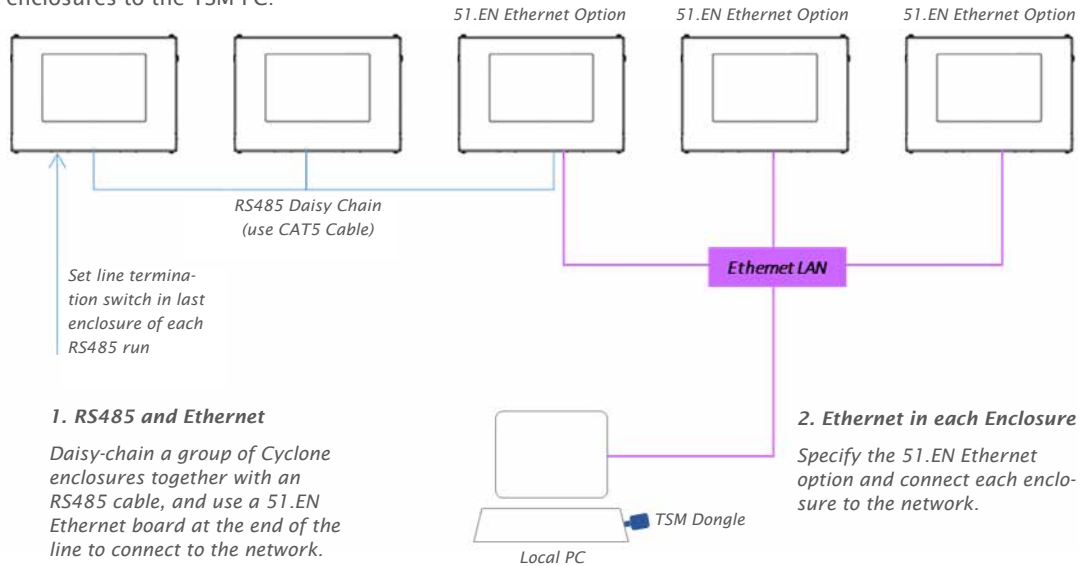 enclosures to the TSM PC.
51.EN Ethernet Option
51.EN Ethernet Option
51.EN Ethernet Option
RS485 Daisy Chain
(use CAT5 Cable)
Ethernet LAN
Set line termina-
tion switch in last
enclosure of each
RS485 run
1. RS485 and Ethernet
Daisy-chain a group of Cyclone
enclosures together with an
RS485 cable, and use a 51.EN
Ethernet board at the end of the
line to connect to the network.
2. Ethernet in each Enclosure
Specify the 51.EN Ethernet
option and connect each enclo-
sure to the network.
TSM Dongle
Local PC